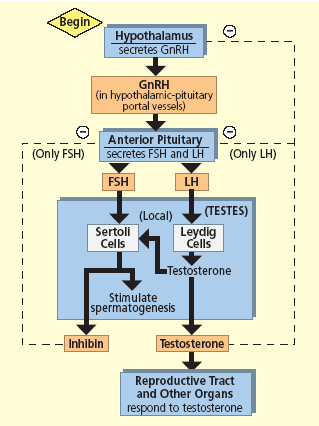 Begin
Hypothalamus
secretes GnRH
GnRH
(in hypothalamic-pituitary
portal vessels)
Anterior Pituitary
secretes FSH and LH
(Only FSH)
(Only LH)
FSH
LH
(TESTES)
(Local)
Sertoli
Cells
Leydig
Cells
Testosterone
Stimulate
spermatogenesis
Inhibin
Testosterone
Reproductive Tract
and Other Organs
respond to testosterone